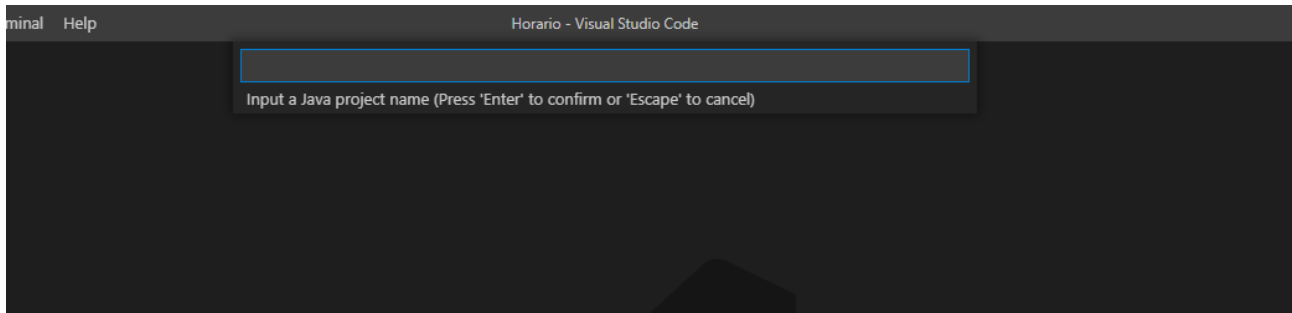 minal Help Horario - Visual Studio Code
Input a Java project name (Press 'Enter' to confirm or 'Escape' to cancel)